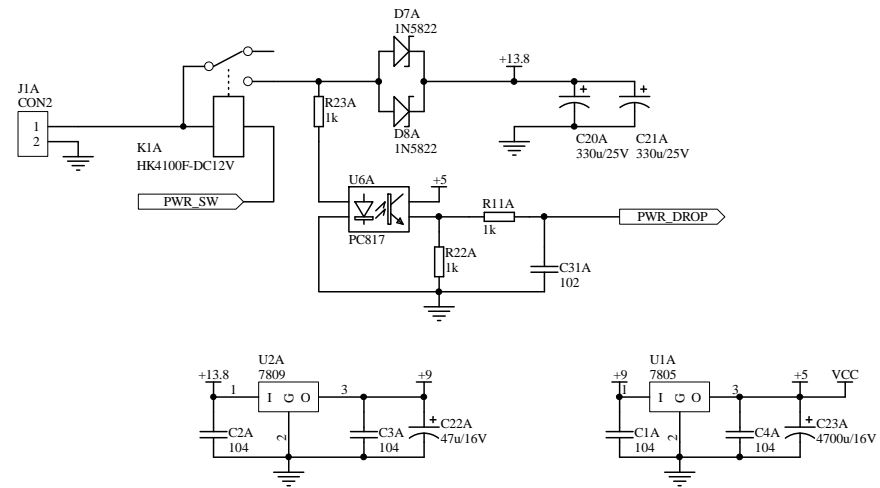 D7A
1N5822
+13.8
J1A
CON2
1
2
R23A
1k
K1A
HK4100F-DC12V
D8A
1N5822
C20A
330u/25V
C21A
330u/25V
PWR_SW
U6A
+5
PC817
R11A
1k
PWR_DROP
R22A
1k
C31A
102
U2A
7809
+13.8
1
I G O
3
+9
2
C2A
104
C3A
104
C22A
47u/16V
U1A
7805
+9
1
I G O
3
+5
VCC
2
C1A
104
C4A
104
C23A
4700u/16V